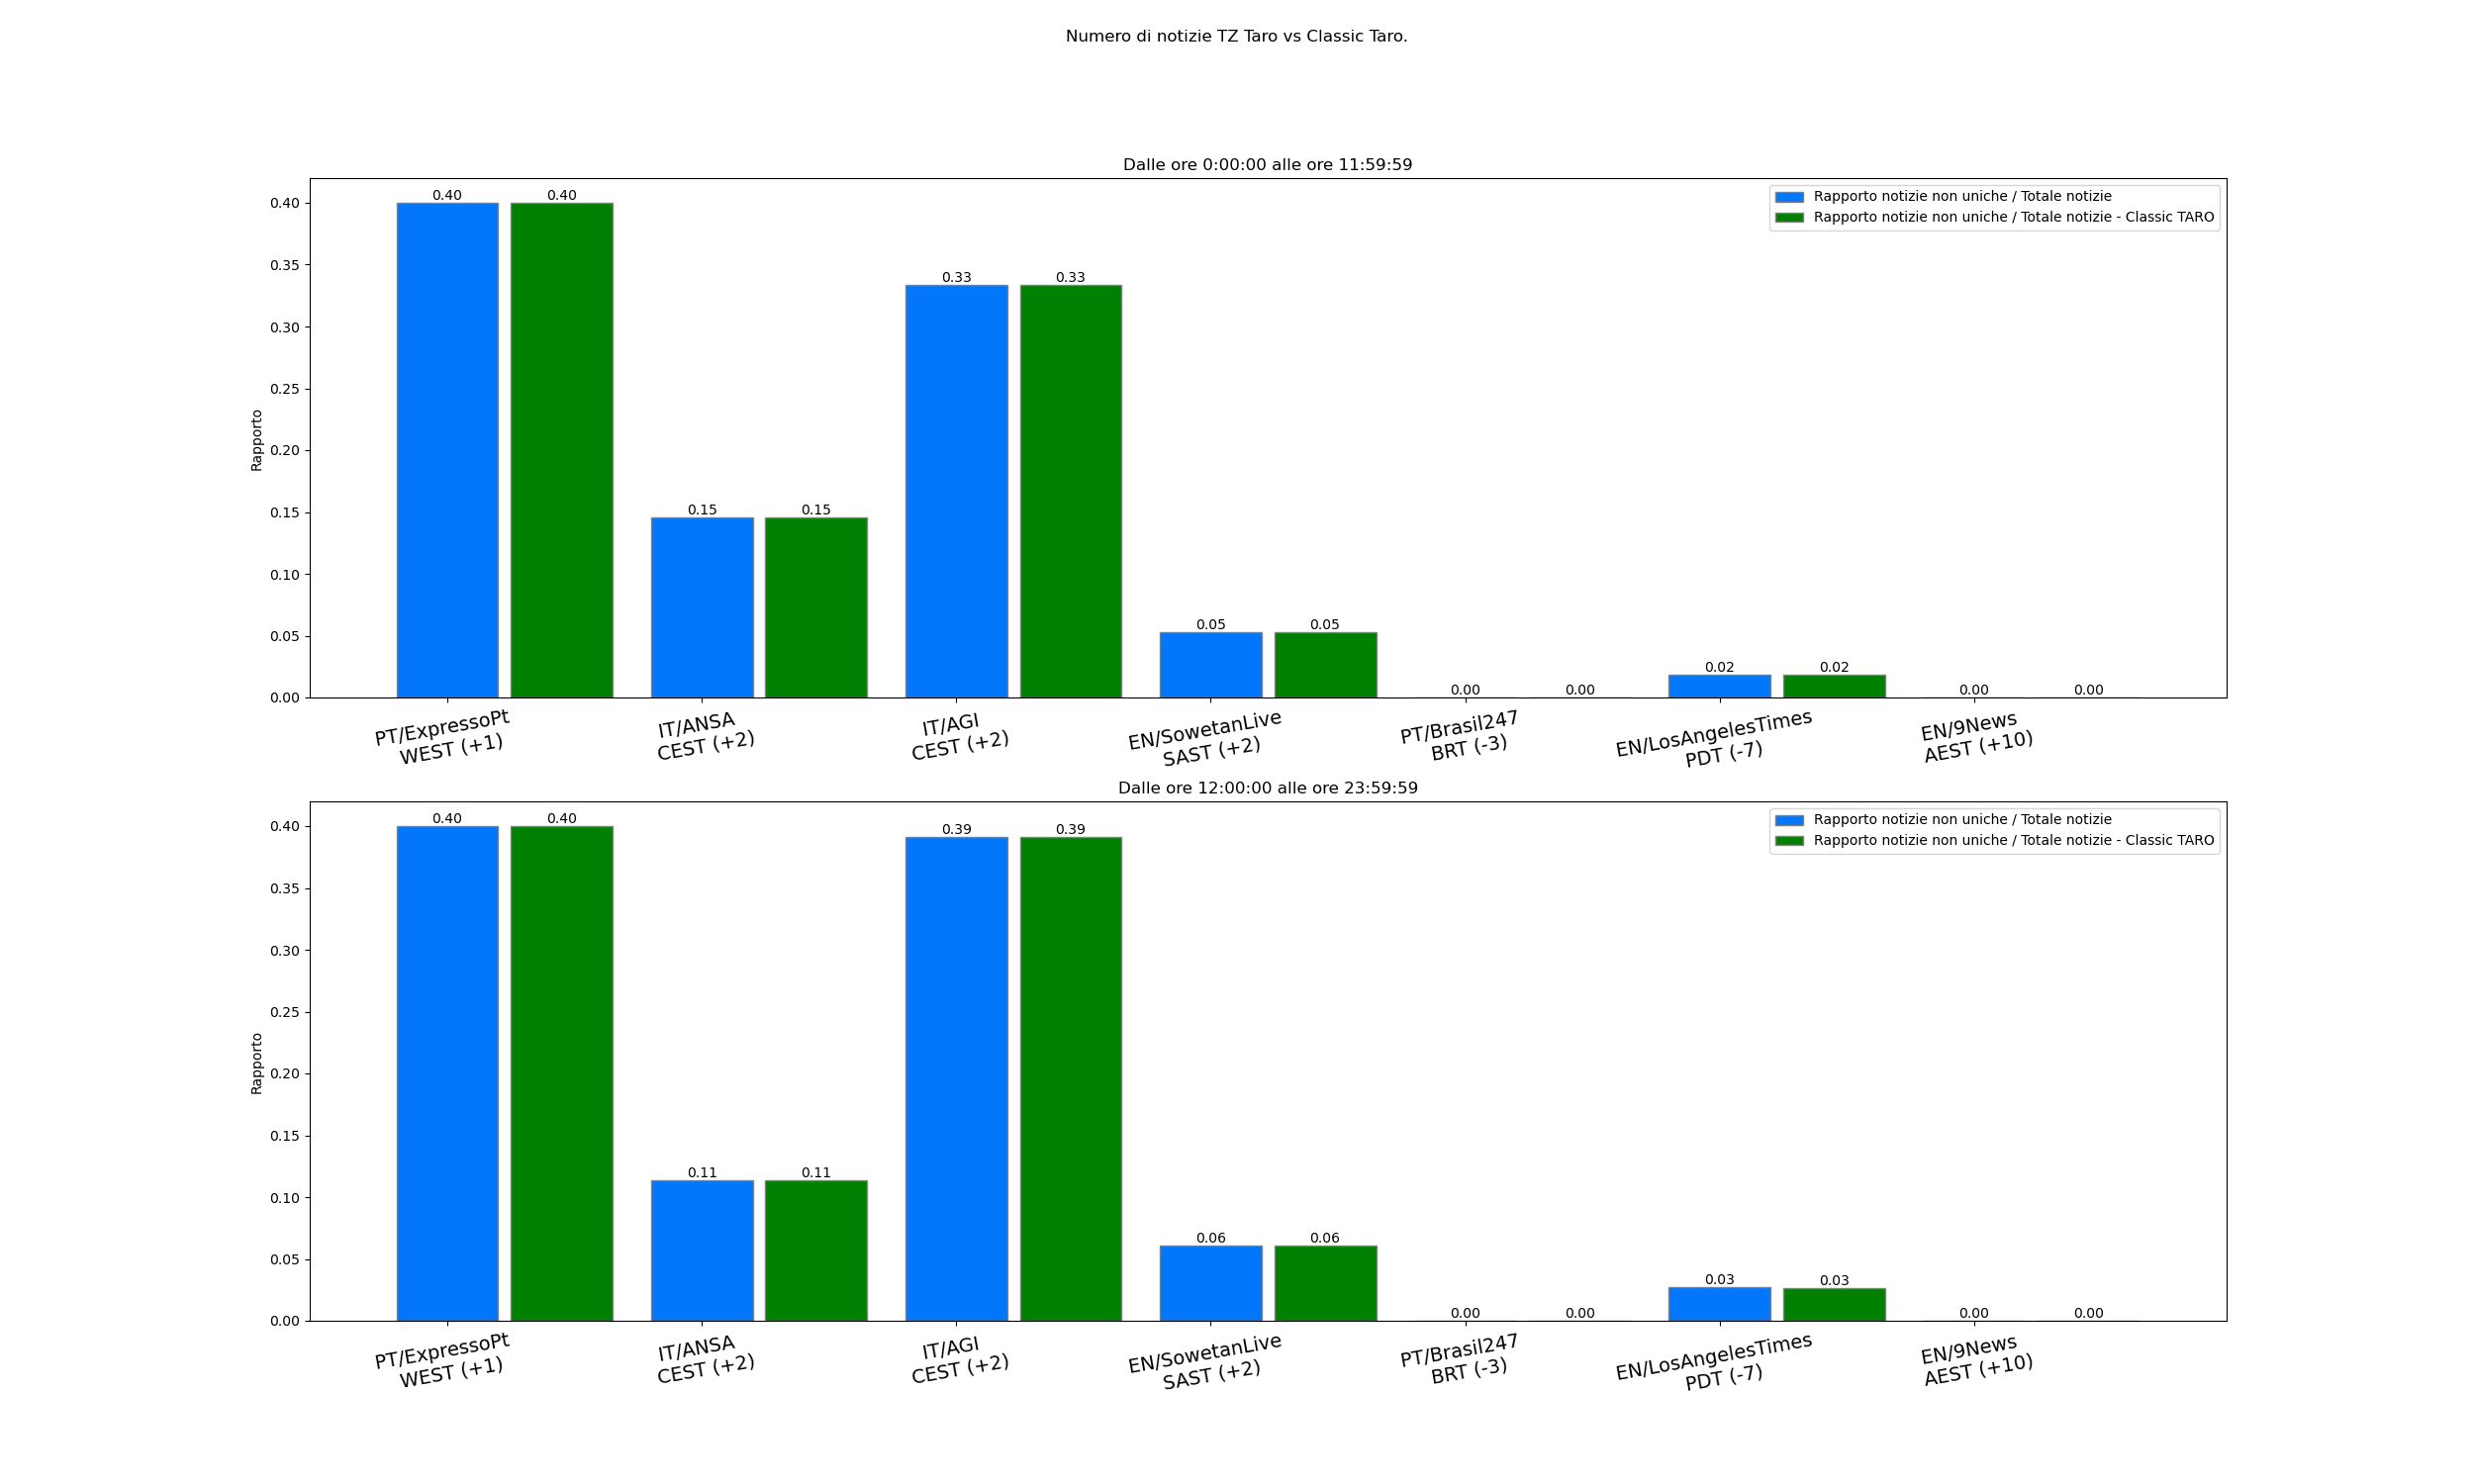 Numero di notizie TZ Taro vs Classic Taro.
Dalle ore 0:00:00 alle ore 11:59:59
Rapporto notizie non uniche / Totale notizie
Rapporto notizie non uniche / Totale notizie - Classic TARO
Rapporto
0.40
0.35
0.30
0.25
0.20
0.15
0.10
0.05
0.00
0.40 0.40 0.15 0.15 0.33 0.33 0.05 0.05 0.00 0.00 0.02 0.02 0.00 0.00
PT/ExpressoPt
WEST (+1)
IT/ANSA
CEST (+2)
IT/AGI
CEST (+2)
EN/SowetanLive
SAST (+2)
PT/Brasil247
BRT (-3)
EN/LosAngelesTimes
PDT (-7)
EN/9News
AEST (+10)
Dalle ore 12:00:00 alle ore 23:59:59
Rapporto notizie non uniche / Totale notizie
Rapporto notizie non uniche / Totale notizie - Classic TARO
Rapporto
0.40
0.35
0.30
0.25
0.20
0.15
0.10
0.05
0.00
0.40 0.40 0.11 0.11 0.39 0.39 0.06 0.06 0.00 0.00 0.03 0.03 0.00 0.00
PT/ExpressoPt
WEST (+1)
IT/ANSA
CEST (+2)
IT/AGI
CEST (+2)
EN/SowetanLive
SAST (+2)
PT/Brasil247
BRT (-3)
EN/LosAngelesTimes
PDT (-7)
EN/9News
AEST (+10)